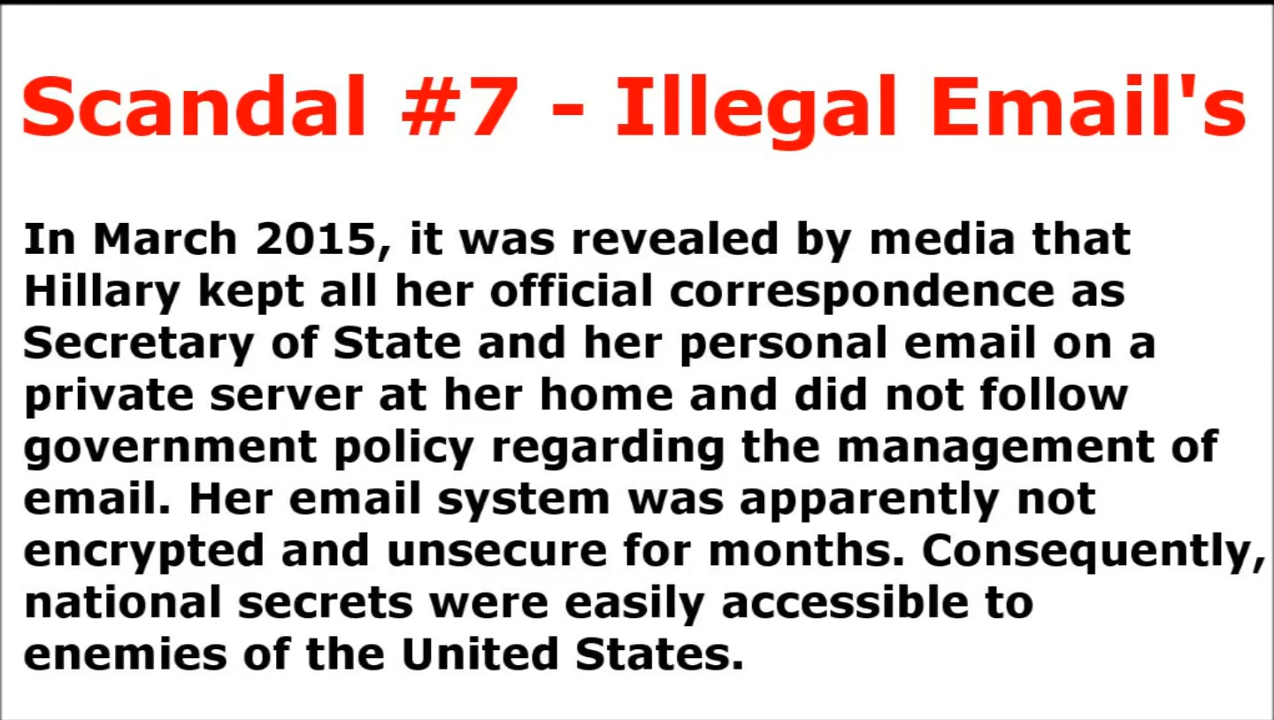 Scandal #7 - Illegal Email's
In March 2015, it was revealed by media that
Hillary kept all her official correspondence as
Secretary of State and her personal email on a
private server at her home and did not follow
government policy regarding the management of
email. Her email system was apparently not
encrypted and unsecure for months. Consequently,
national secrets were easily accessible to
enemies of the United States.